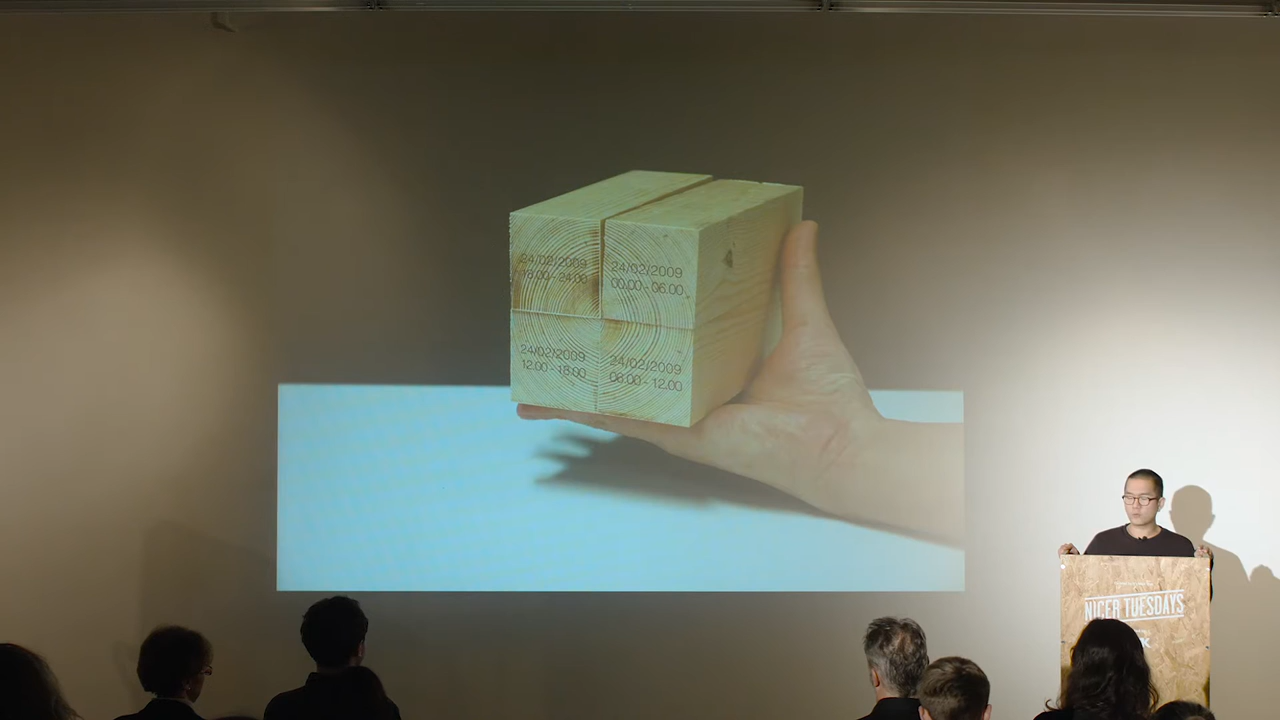 24/02/2009
18.00 - 24.00
24/02/2009
00.00 - 06.00
24/02/2009
12.00 - 18.00
24/02/2009
06.00 - 12.00
NICER TUESDAYS